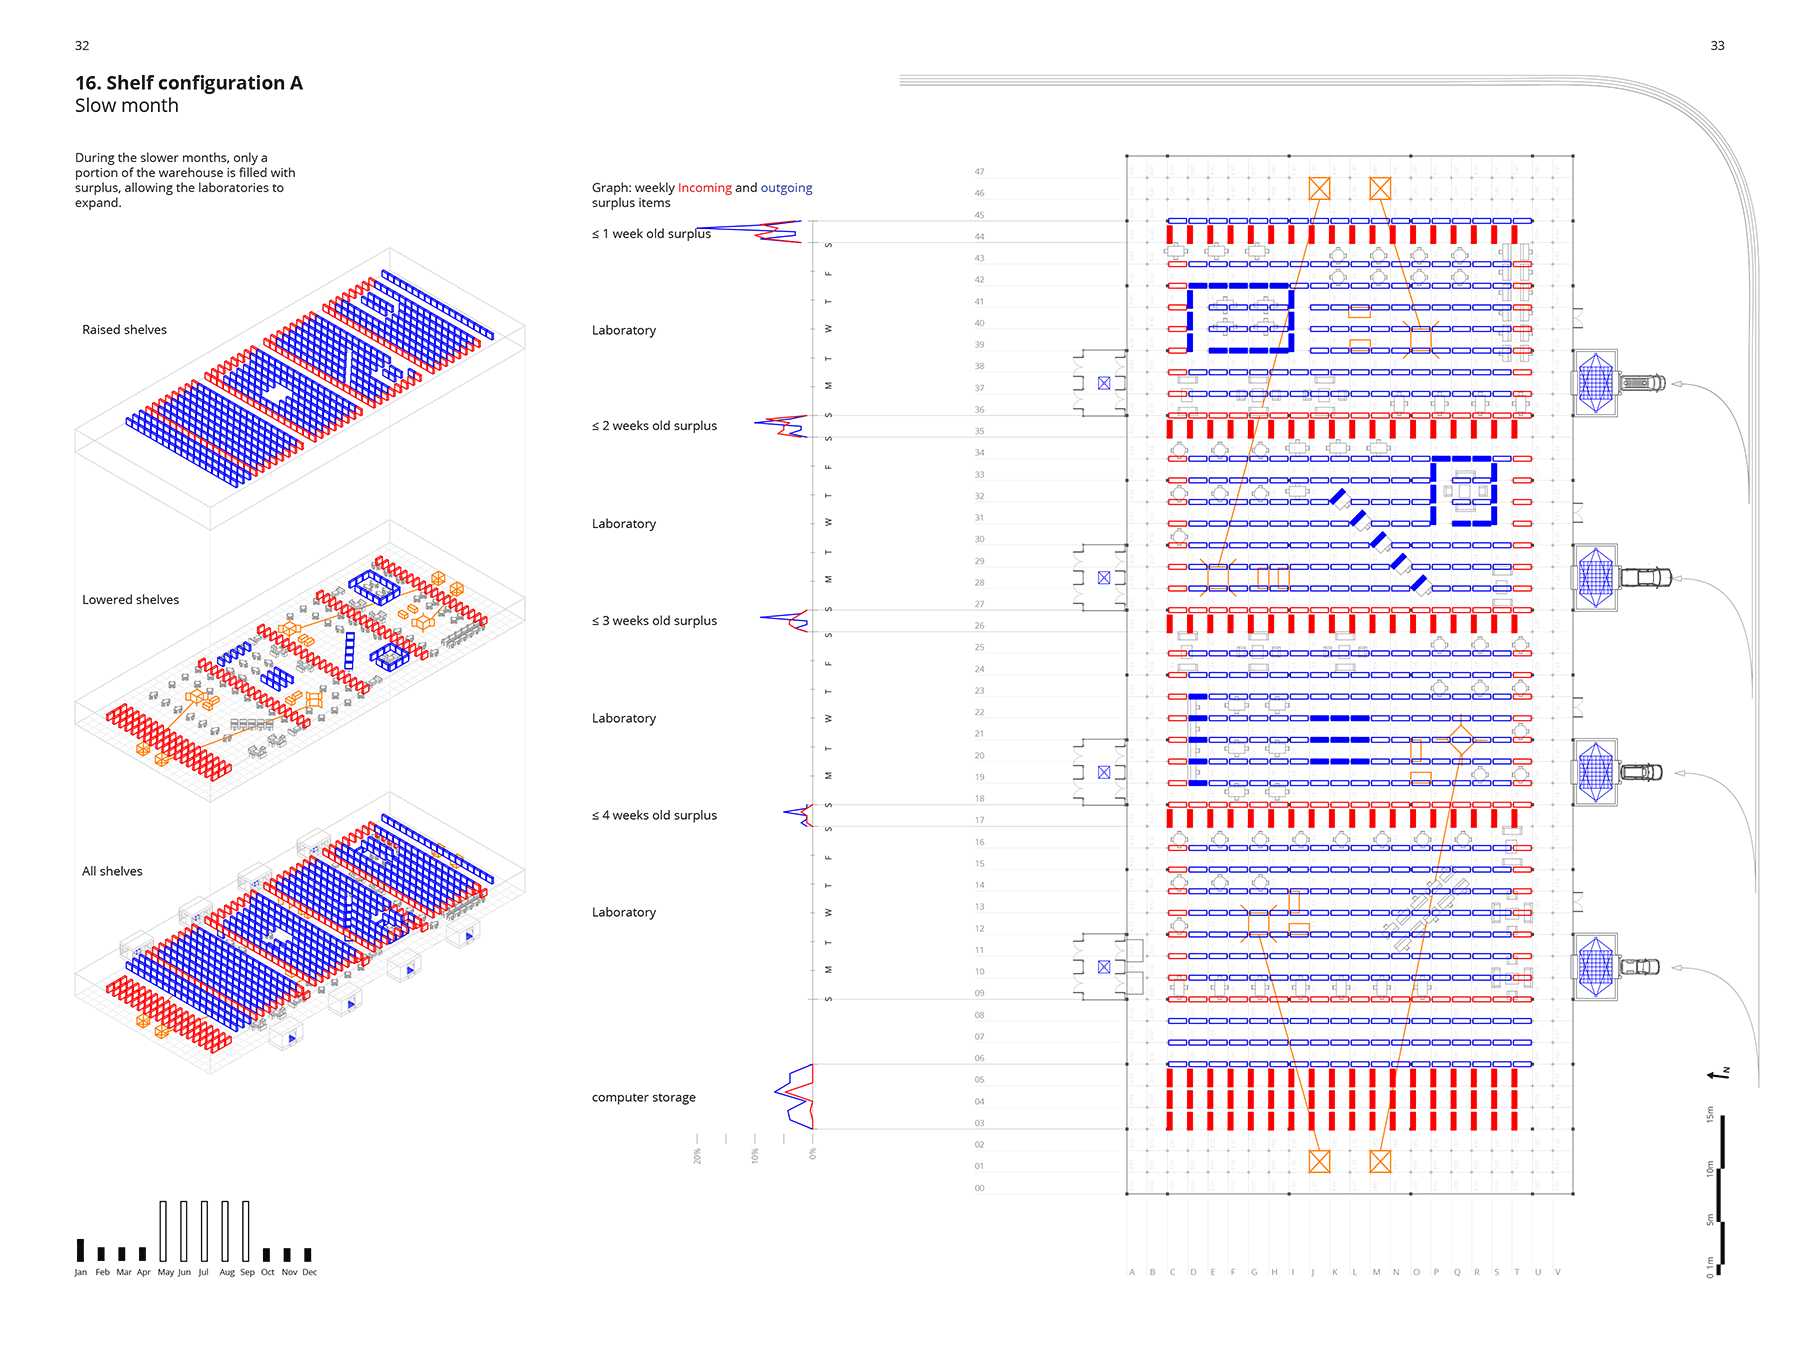 32
33
16. Shelf configuration A
Slow month
During the slower months, only a
portion of the warehouse is filled with
surplus, allowing the laboratories to
expand.
Raised shelves
Lowered shelves
All shelves
Jan Feb Mar Apr May Jun Jul Aug Sep Oct Nov Dec
Graph: weekly Incoming and outgoing
surplus items
≤ 1 week old surplus
Laboratory
≤ 2 weeks old surplus
Laboratory
≤ 3 weeks old surplus
Laboratory
≤ 4 weeks old surplus
Laboratory
computer storage
S
F
T
W
T
M
S
S
F
T
W
T
M
S
S
F
T
W
T
M
S
S
F
T
W
T
M
S
20% 10% 0%
47
46
45
44
43
42
41
40
39
38
37
36
35
34
33
32
31
30
29
28
27
26
25
24
23
22
21
20
19
18
17
16
15
14
13
12
11
10
09
08
07
06
05
04
03
02
01
00
A B C D E F G H I J K L M N O P Q R S T U V
N
15m
10m
5m
1m
0